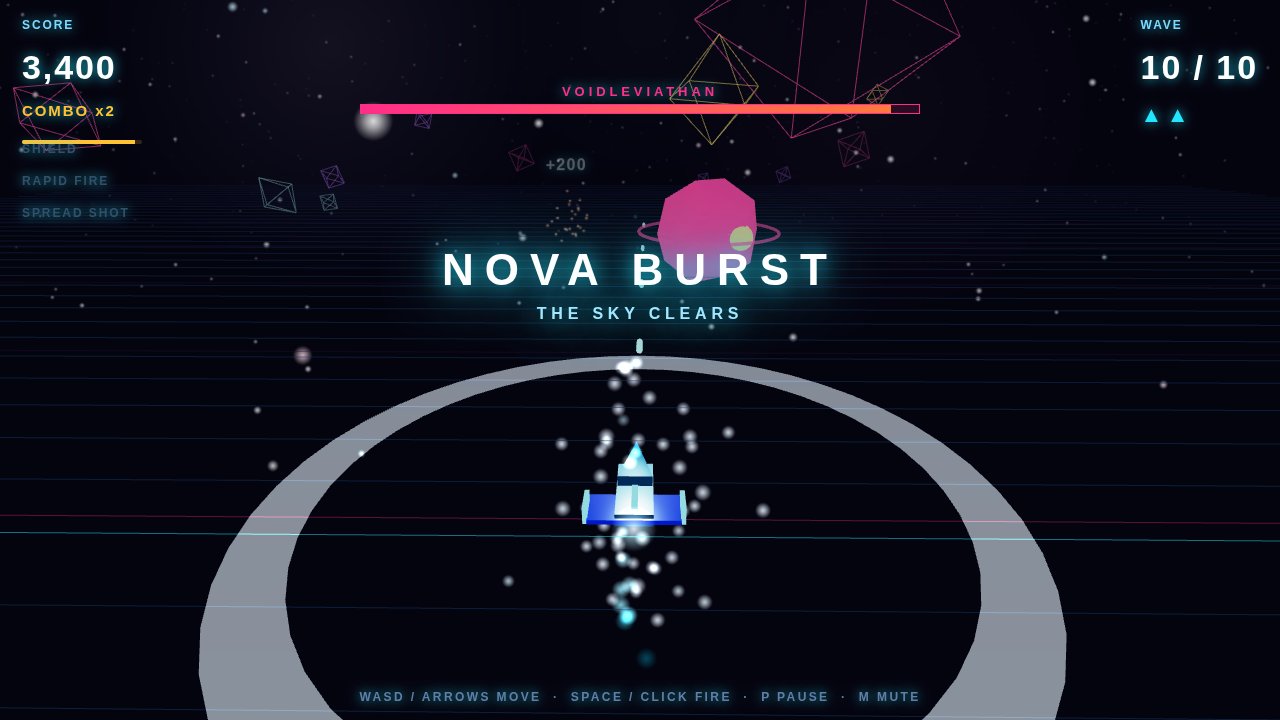 SCORE
3,400
COMBO x2
SHIELD
RAPID FIRE
SPREAD SHOT
VOIDLEVIATHAN
+200
WAVE
10 / 10
NOVA BURST
THE SKY CLEARS
WASD / ARROWS MOVE · SPACE / CLICK FIRE · P PAUSE · M MUTE